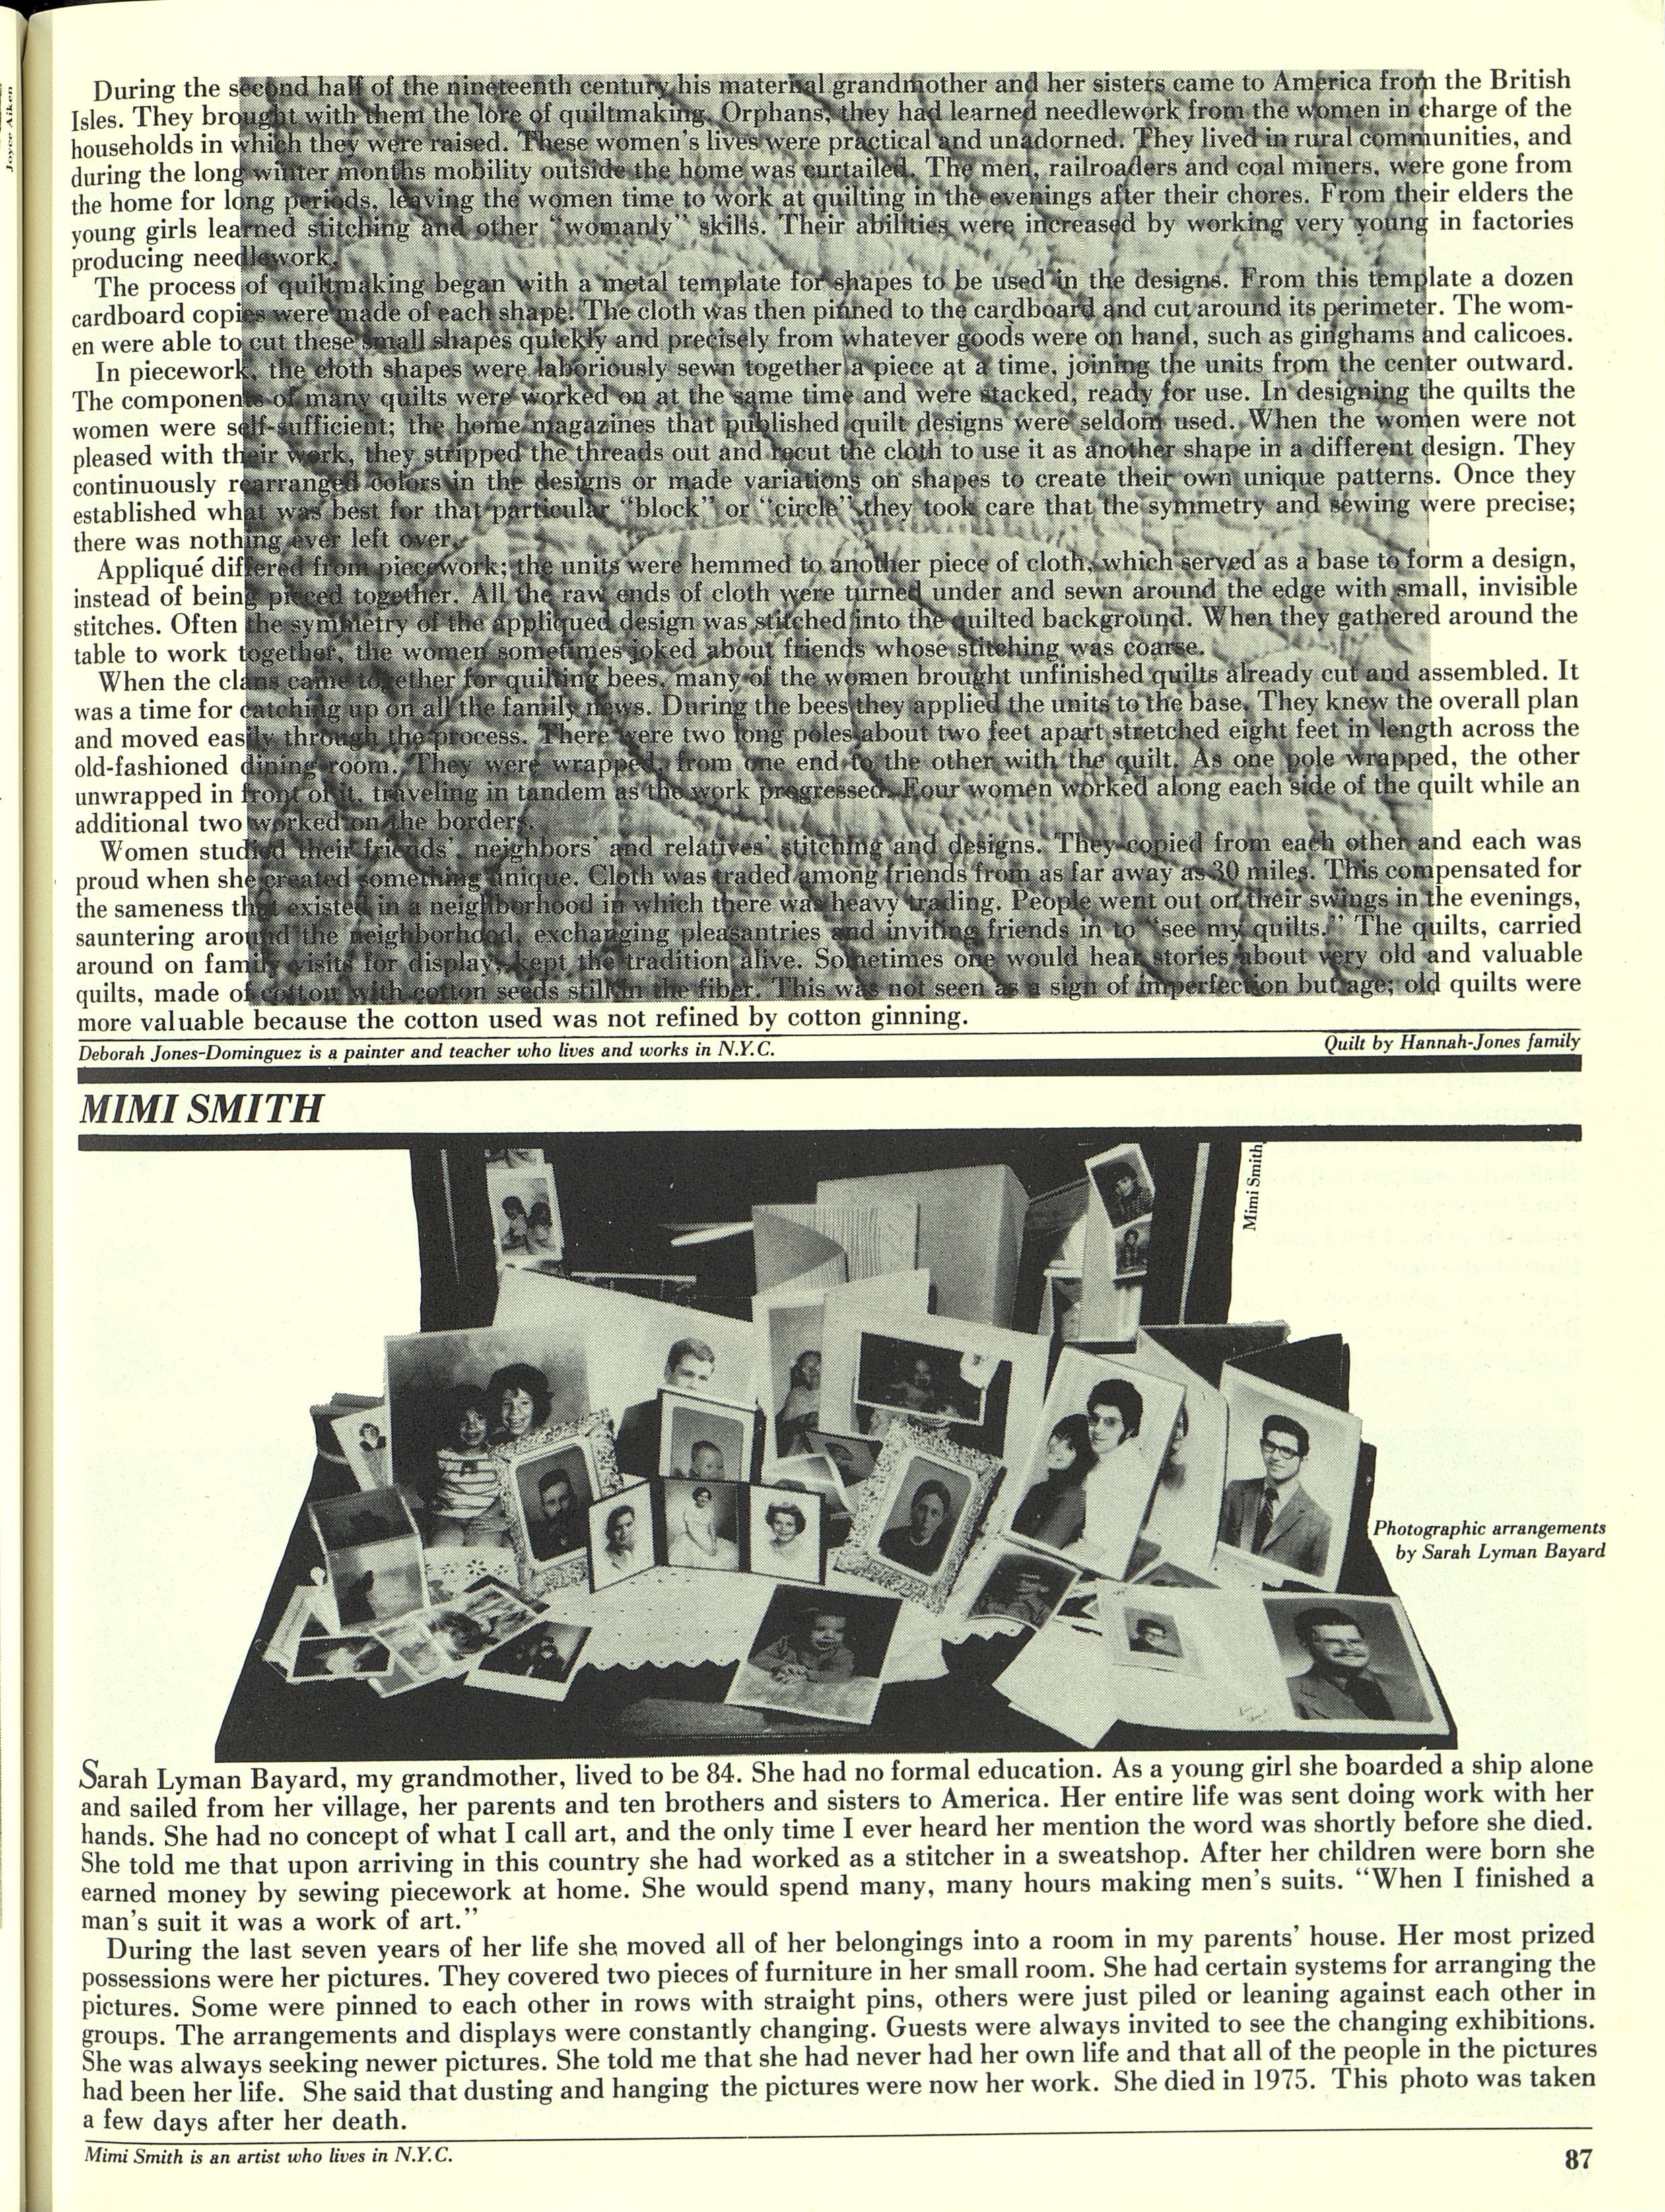 Joyce Aiken
During the second half of the nineteenth century his maternal grandmother and her sisters came to America from the British
Isles. They brought with them the lore of quiltmaking. Orphans, they had learned needlework from the women in charge of the
households in which they were raised. These women's lives were practical and unadorned. They lived in rural communities, and
during the long winter months mobility outside the home was curtailed. The men, railroaders and coal miners, were gone from
the home for long periods, leaving the women time to work at quilting in the evenings after their chores. From their elders the
young girls learned stitching and other “womanly” skills. Their abilities were increased by working very young in factories
producing needlework.
The process of quiltmaking began with a metal template for shapes to be used in the designs. From this template a dozen
cardboard copies were made of each shape. The cloth was then pinned to the cardboard and cut around its perimeter. The wom-
en were able to cut these small shapes quickly and precisely from whatever goods were on hand, such as ginghams and calicoes.
In piecework, the cloth shapes were laboriously sewn together a piece at a time, joining the units from the center outward.
The components of many quilts were worked on at the same time and were stacked, ready for use. In designing the quilts the
women were self-sufficient; the home magazines that published quilt designs were seldom used. When the women were not
pleased with their work, they stripped the threads out and recut the cloth to use it as another shape in a different design. They
continuously rearranged colors in the designs or made variations on shapes to create their own unique patterns. Once they
established what was best for that particular “block” or “circle” they took care that the symmetry and sewing were precise;
there was nothing ever left over.
Appliqué differed from piecework; the units were hemmed to another piece of cloth, which served as a base to form a design,
instead of being pieced together. All the raw ends of cloth were turned under and sewn around the edge with small, invisible
stitches. Often the symmetry of the appliqued design was stitched into the quilted background. When they gathered around the
table to work together, the women sometimes joked about friends whose stitching was coarse.
When the clans came together for quilting bees, many of the women brought unfinished quilts already cut and assembled. It
was a time for catching up on all the family news. During the bees they applied the units to the base. They knew the overall plan
and moved easily through the process. There were two long poles about two feet apart stretched eight feet in length across the
old-fashioned dining room. They were wrapped, from one end to the other with the quilt. As one pole wrapped, the other
unwrapped in front of it, traveling in tandem as the work progressed. Four women worked along each side of the quilt while an
additional two worked on the borders.
Women studied their friends', neighbors' and relatives' stitching and designs. They copied from each other and each was
proud when she created something unique. Cloth was traded among friends from as far away as 30 miles. This compensated for
the sameness that existed in a neighborhood in which there was heavy trading. People went out on their swings in the evenings,
sauntering around the neighborhood, exchanging pleasantries and inviting friends in to “see my quilts.” The quilts, carried
around on family visits for display, kept the tradition alive. Sometimes one would hear stories about very old and valuable
quilts, made of cotton with cotton seeds still in the fiber. This was not seen as a sign of imperfection but age; old quilts were
more valuable because the cotton used was not refined by cotton ginning.
Deborah Jones-Dominguez is a painter and teacher who lives and works in N.Y.C.
Quilt by Hannah-Jones family
MIMI SMITH
Mimi Smith
Photographic arrangements
by Sarah Lyman Bayard
Sarah Lyman Bayard, my grandmother, lived to be 84. She had no formal education. As a young girl she boarded a ship alone
and sailed from her village, her parents and ten brothers and sisters to America. Her entire life was sent doing work with her
hands. She had no concept of what I call art, and the only time I ever heard her mention the word was shortly before she died.
She told me that upon arriving in this country she had worked as a stitcher in a sweatshop. After her children were born she
earned money by sewing piecework at home. She would spend many, many hours making men's suits. “When I finished a
man's suit it was a work of art.”
During the last seven years of her life she moved all of her belongings into a room in my parents' house. Her most prized
possessions were her pictures. They covered two pieces of furniture in her small room. She had certain systems for arranging the
pictures. Some were pinned to each other in rows with straight pins, others were just piled or leaning against each other in
groups. The arrangements and displays were constantly changing. Guests were always invited to see the changing exhibitions.
She was always seeking newer pictures. She told me that she had never had her own life and that all of the people in the pictures
had been her life. She said that dusting and hanging the pictures were now her work. She died in 1975. This photo was taken
a few days after her death.
Mimi Smith is an artist who lives in N.Y.C.
87